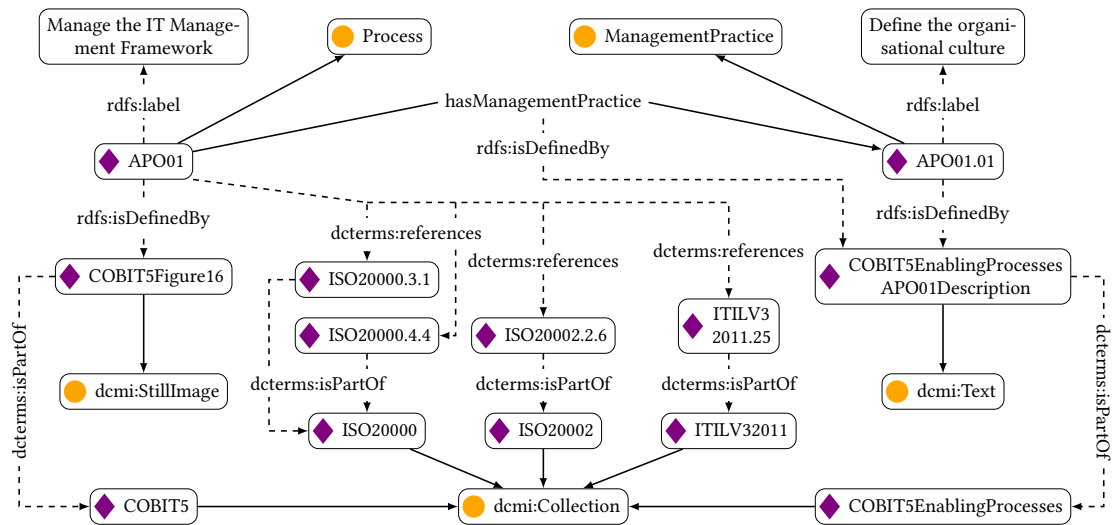 Manage the IT Manage-
ment Framework
Process
ManagementPractice
Define the organi-
sational culture
rdfs:label
hasManagementPractice
rdfs:label
rdfs:isDefinedBy
APO01
APO01.01
rdfs:isDefinedBy
rdfs:isDefinedBy
dcterms:references
dcterms:references
dcterms:references
COBIT5Figure16
ISO20000.3.1
COBIT5EnablingProcesses
APO01Description
ISO20000.4.4
ISO20002.2.6
ITILV3
2011.25
dcterms:isPartOf
dcterms:isPartOf
dcterms:isPartOf
dcterms:isPartOf
dcterms:isPartOf
dcmi:StillImage
dcmi:Text
ISO20000
ISO20002
ITILV32011
COBIT5
dcmi:Collection
COBIT5EnablingProcesses